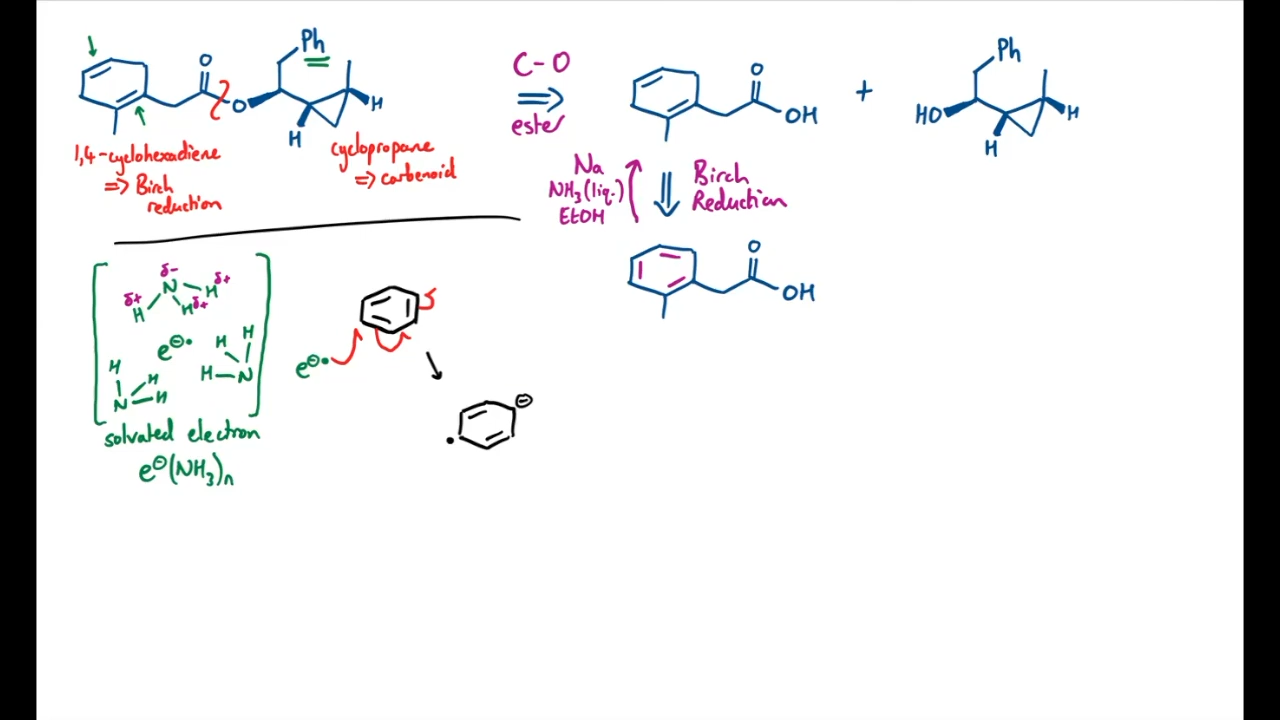 Ph
O
O
H
H
1,4-cyclohexadiene
=> Birch
reduction
cyclopropane
=> carbenoid
C-O
ester
O
OH
+
Ph
HO
H
H
Na
NH3(liq.)
EtOH
Birch
Reduction
O
OH
δ-
N
δ+
H
H
δ+
H
δ+
e⊖•
H
H
H
N
H
H
H
N
solvated electron
e⊖(NH3)n
e⊖•
⊖